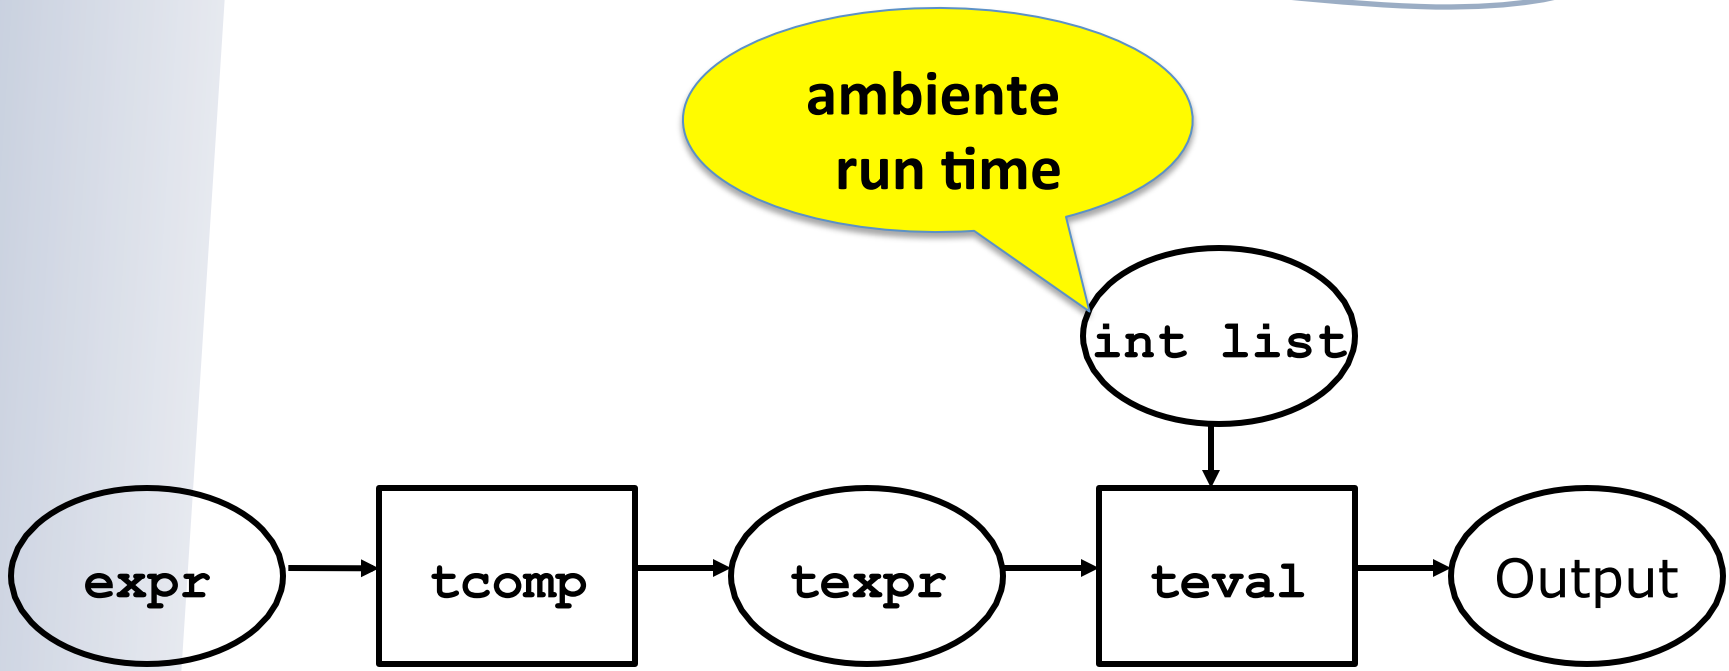 ambiente
run time
int list
expr
tcomp
texpr
teval
Output